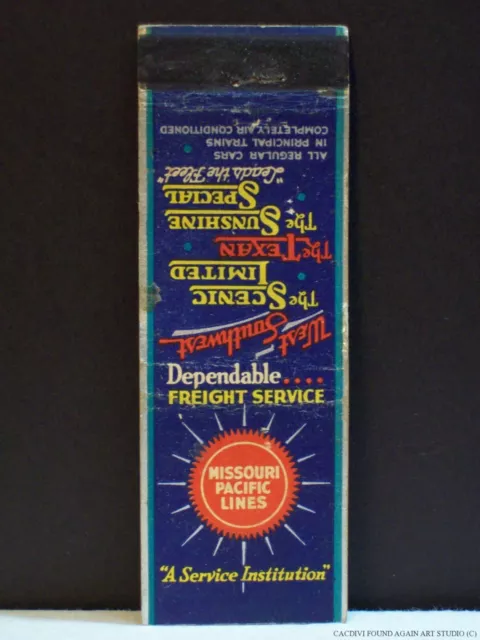 West - Southwest
The SCENIC
LIMITED
The TEXAN
The SUNSHINE
SPECIAL
"Leads the Fleet"
ALL REGULAR CARS
IN PRINCIPAL TRAINS
COMPLETELY AIR CONDITIONED
Dependable....
FREIGHT SERVICE
MISSOURI
PACIFIC
LINES
"A Service Institution"
CACDIVI FOUND AGAIN ART STUDIO (C)